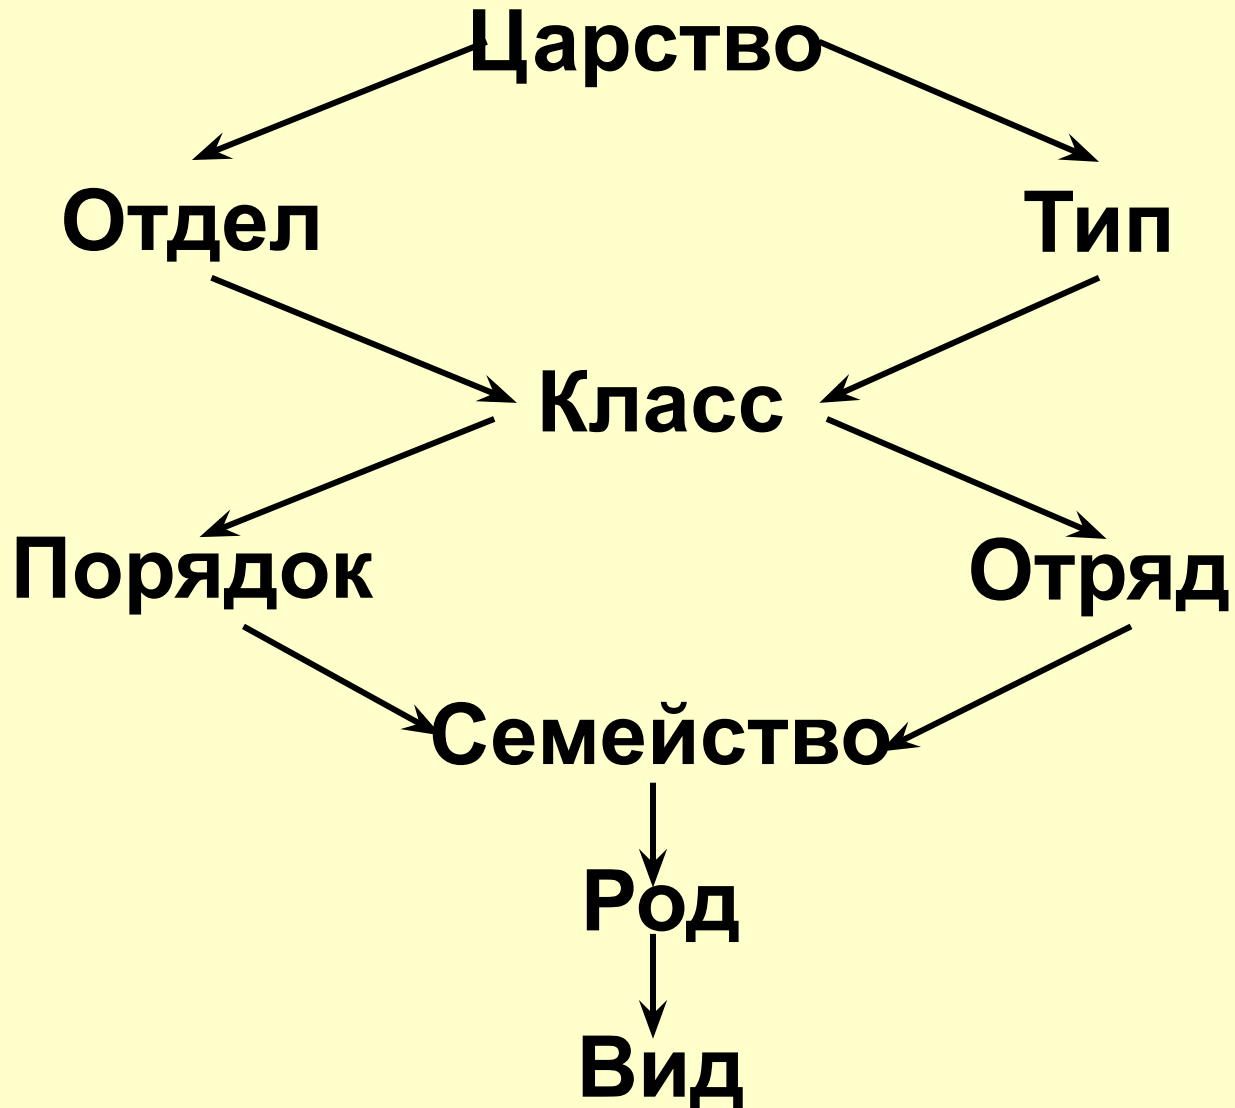 Царство
Отдел Тип
Класс
Порядок Отряд
Семейство
Род
Вид